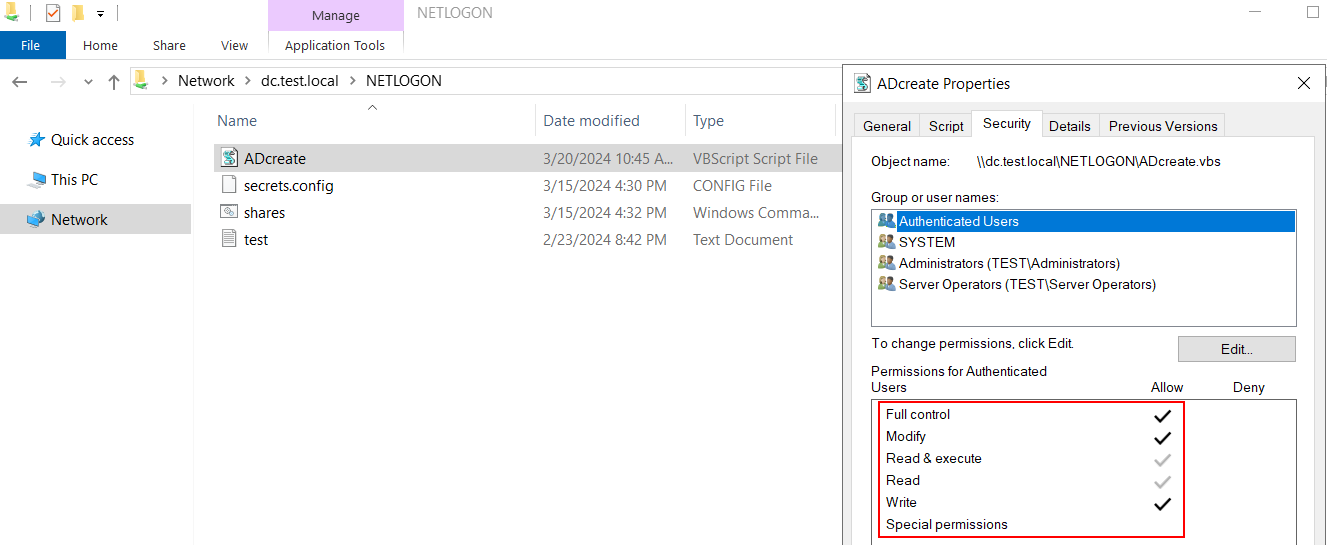 Manage NETLOGON
File Home Share View Application Tools
Network dc.test.local NETLOGON
Quick access
This PC
Network
Name Date modified Type
ADcreate 3/20/2024 10:45 A... VBScript Script File
secrets.config 3/15/2024 4:30 PM CONFIG File
shares 3/15/2024 4:32 PM Windows Comma...
test 2/23/2024 8:42 PM Text Document
ADcreate Properties
General Script Security Details Previous Versions
Object name: \\dc.test.local\NETLOGON\ADcreate.vbs
Group or user names:
Authenticated Users
SYSTEM
Administrators (TEST\Administrators)
Server Operators (TEST\Server Operators)
To change permissions, click Edit.
Edit...
Permissions for Authenticated
Users Allow Deny
Full control
Modify
Read & execute
Read
Write
Special permissions